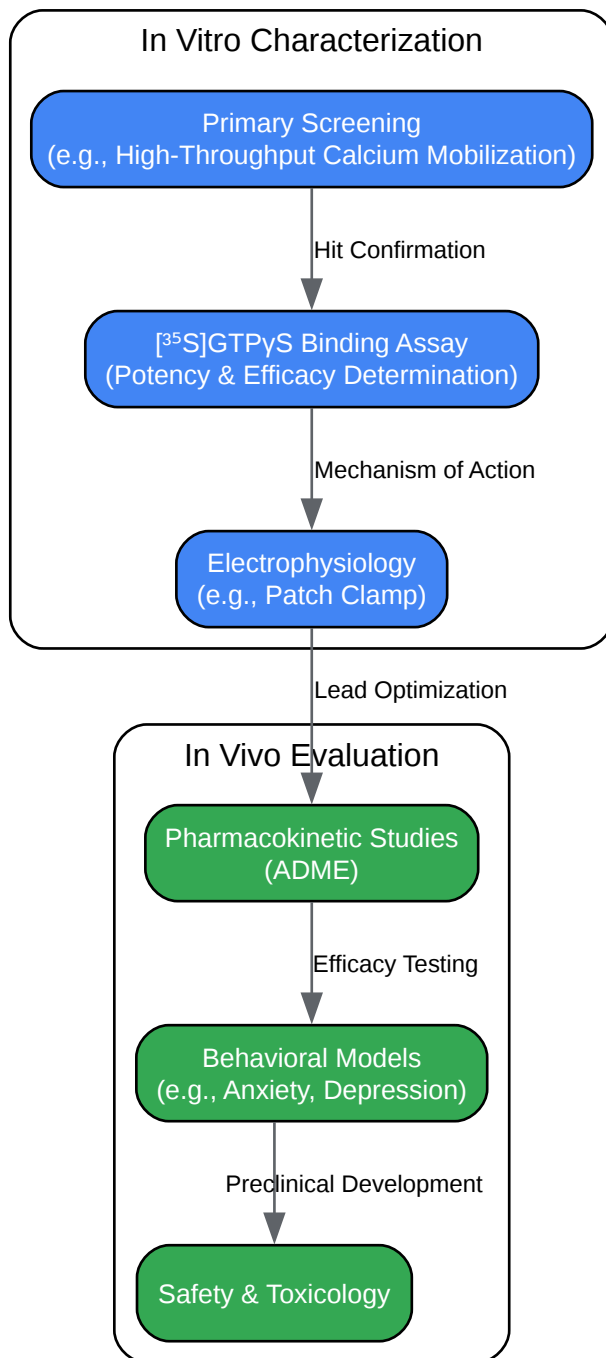 In Vitro Characterization
Primary Screening
(e.g., High-Throughput Calcium Mobilization)
Hit Confirmation
[³⁵S]GTPγS Binding Assay
(Potency & Efficacy Determination)
Mechanism of Action
Electrophysiology
(e.g., Patch Clamp)
Lead Optimization
In Vivo Evaluation
Pharmacokinetic Studies
(ADME)
Efficacy Testing
Behavioral Models
(e.g., Anxiety, Depression)
Preclinical Development
Safety & Toxicology